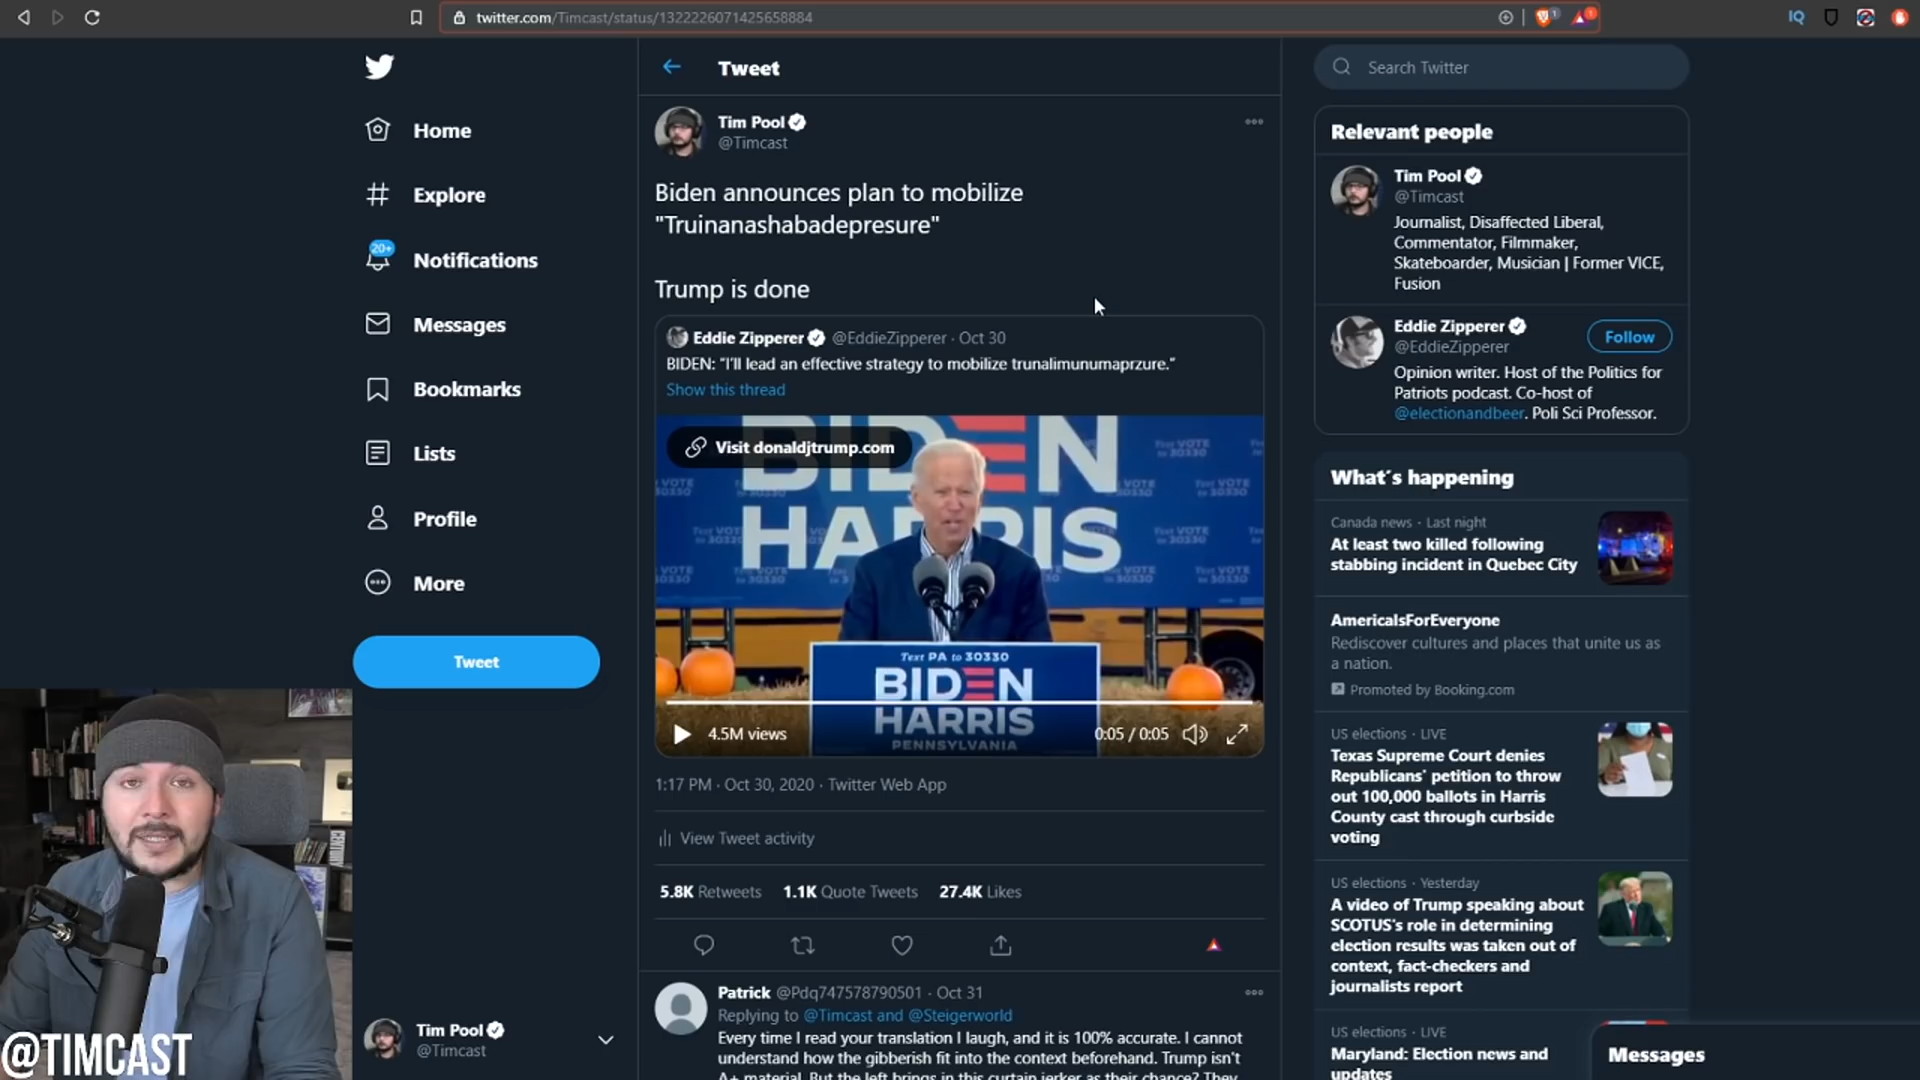 twitter.com/Timcast/status/1322226071425658884
IQ
Tweet
Search Twitter
Home
Explore
20+
Notifications
Messages
Bookmarks
Lists
Profile
More
Tweet
Tim Pool
@Timcast
Biden announces plan to mobilize
"Truinanashabadepresure"
Trump is done
Eddie Zipperer @EddieZipperer · Oct 30
BIDEN: "I'll lead an effective strategy to mobilize trunalimunumaprzure."
Show this thread
Visit donaldjtrump.com
BIDEN
HARRIS
Text PA to 30330
BIDEN
HARRIS
PENNSYLVANIA
4.5M views
0:05 / 0:05
1:17 PM · Oct 30, 2020 · Twitter Web App
View Tweet activity
5.8K Retweets 1.1K Quote Tweets 27.4K Likes
Patrick @Pdq747578790501 · Oct 31
Replying to @Timcast and @Steigerworld
Every time I read your translation I laugh, and it is 100% accurate. I cannot
understand how the gibberish fit into the context beforehand. Trump isn't
A+ material. But the left brings in this curtain jerker as their chance? They
Relevant people
Tim Pool
@Timcast
Journalist, Disaffected Liberal,
Commentator, Filmmaker,
Skateboarder, Musician | Former VICE,
Fusion
Eddie Zipperer
@EddieZipperer
Follow
Opinion writer. Host of the Politics for
Patriots podcast. Co-host of
@electionandbeer. Poli Sci Professor.
What's happening
Canada news · Last night
At least two killed following
stabbing incident in Quebec City
AmericaIsForEveryone
Rediscover cultures and places that unite us as
a nation.
Promoted by Booking.com
US elections · LIVE
Texas Supreme Court denies
Republicans' petition to throw
out 100,000 ballots in Harris
County cast through curbside
voting
US elections · Yesterday
A video of Trump speaking about
SCOTUS's role in determining
election results was taken out of
context, fact-checkers and
journalists report
US elections · LIVE
Maryland: Election news and
updates
Messages
Tim Pool
@Timcast
@TIMCAST